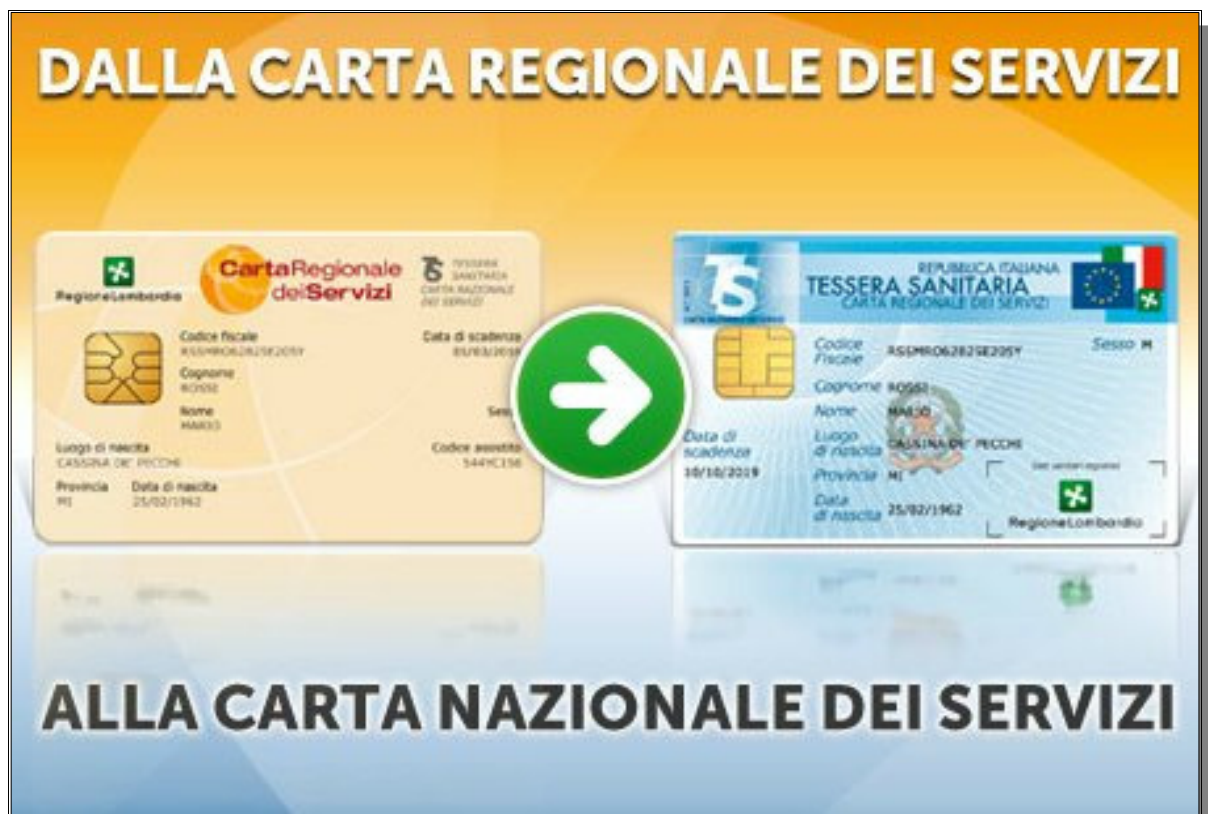 DALLA CARTA REGIONALE DEI SERVIZI
RegioneLombardia
CartaRegionale
deiServizi
TS TESSERA
SANITARIA
CARTA NAZIONALE
DEI SERVIZI
Codice fiscale
Data di scadenza
Cognome
ROSSI
Nome
MARIO
Luogo di nascita
CASSINA DE' PECCHI
Codice assistito
Provincia Data di nascita
MI 25/02/1962
TS
REPUBBLICA ITALIANA
TESSERA SANITARIA
CARTA REGIONALE DEI SERVIZI
Codice
Fiscale
Sesso M
Cognome ROSSI
Nome MARIO
Luogo
di nascita CASSINA DE' PECCHI
Provincia MI
Data
di nascita 25/02/1962
Data di
scadenza
10/10/2019
RegioneLombardia
ALLA CARTA NAZIONALE DEI SERVIZI